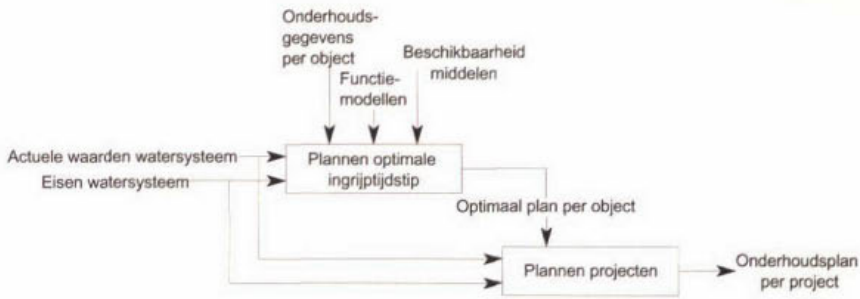 Onderhouds-
gegevens
per object
Beschikbaarheid
middelen
Functie-
modellen
Actuele waarden watersysteem
Eisen watersysteem
Plannen optimale
ingrijptijdstip
Optimaal plan per object
Plannen projecten
Onderhoudsplan
per project